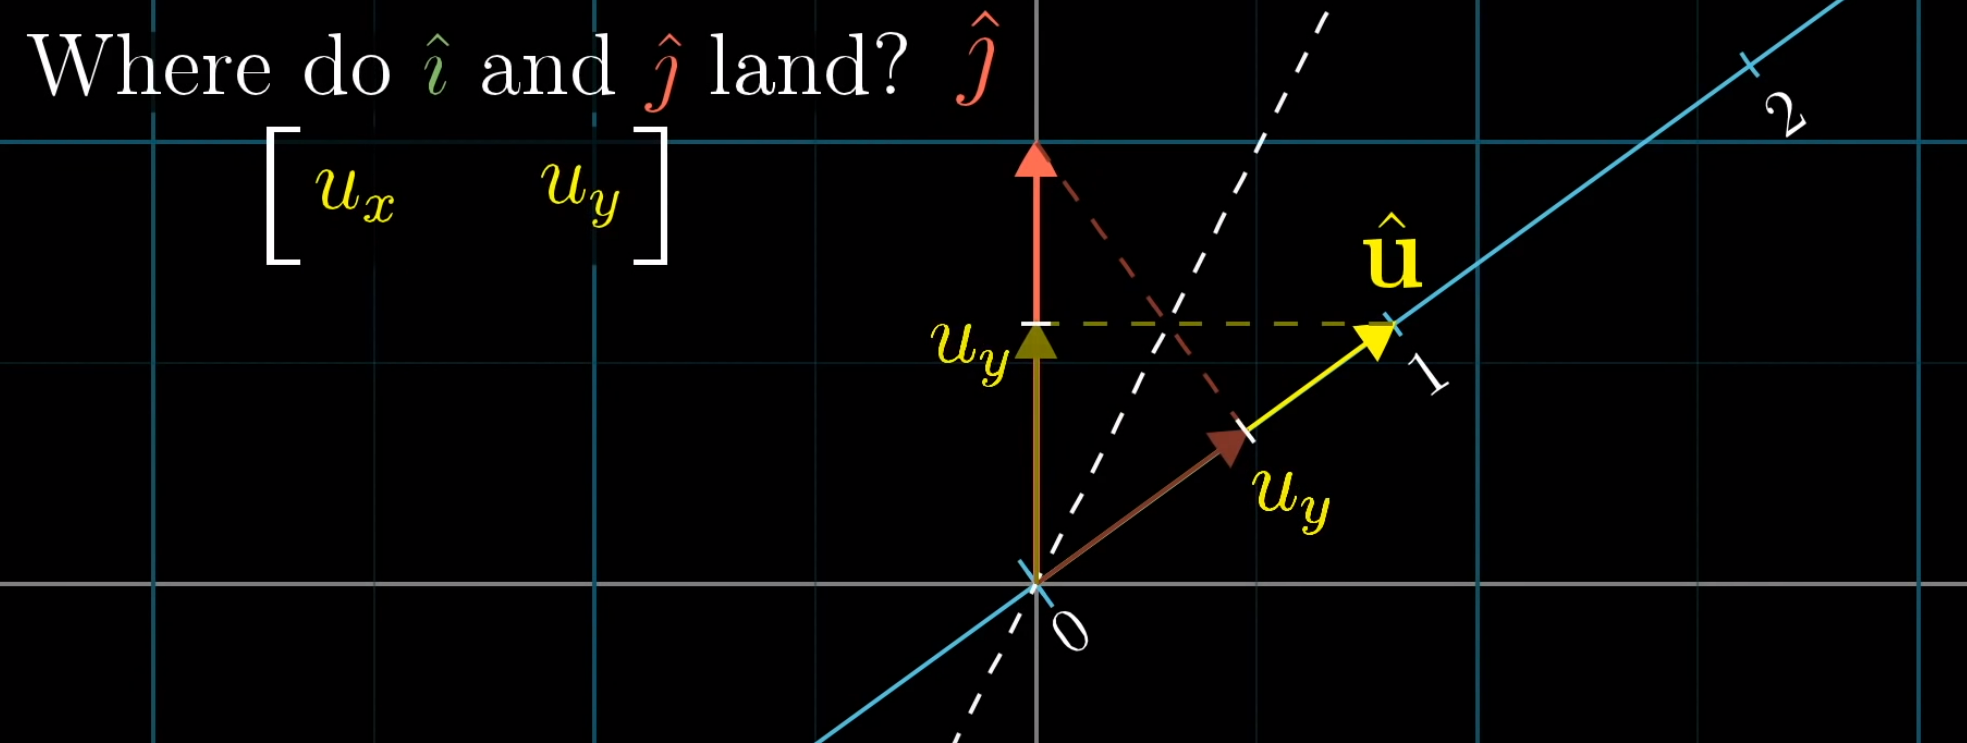 Where do î and ĵ land? ĵ
[ u_x u_y ]
2
û
u_y
1
u_y
0